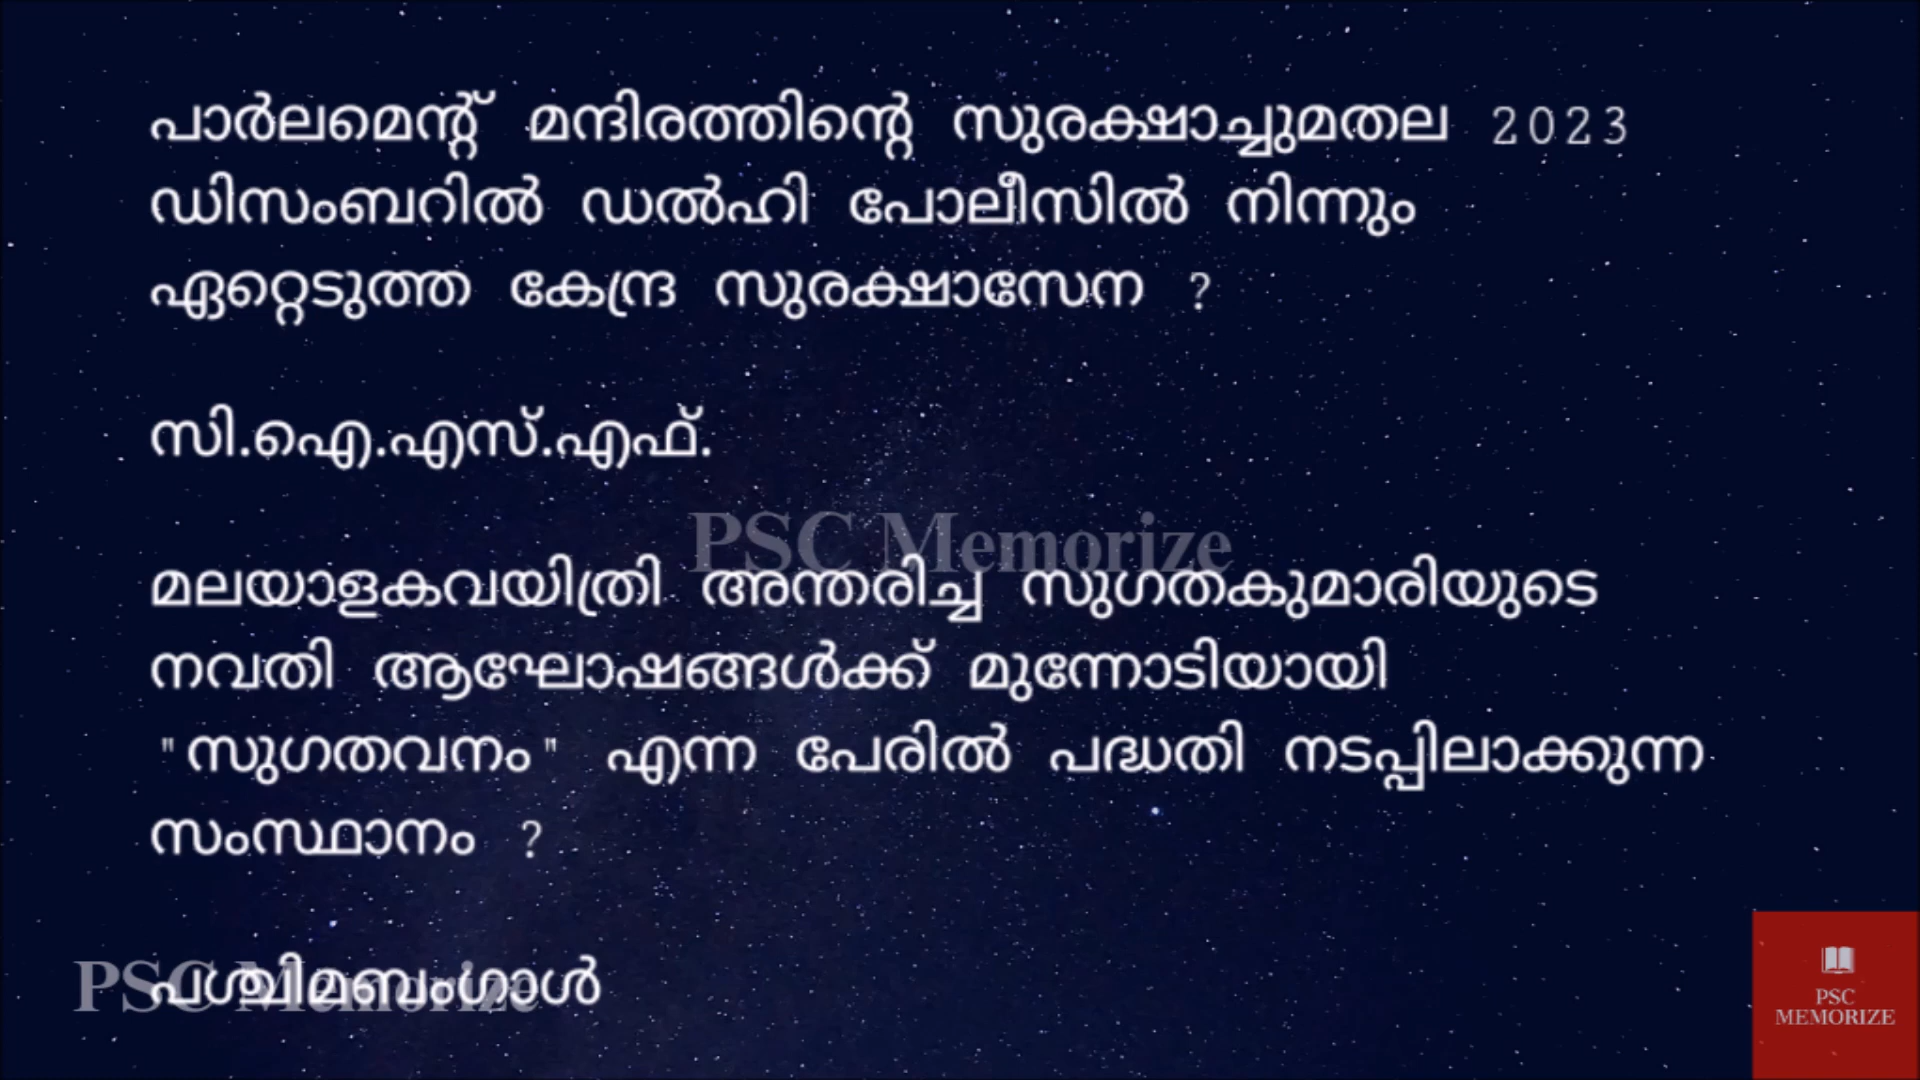 പാർലമെന്റ് മന്ദിരത്തിന്റെ സുരക്ഷാച്ചുമതല 2023
ഡിസംബറിൽ ഡൽഹി പോലീസിൽ നിന്നും
ഏറ്റെടുത്ത കേന്ദ്ര സുരക്ഷാസേന ?
സി.ഐ.എസ്.എഫ്.
PSC Memorize
മലയാളകവയിത്രി അന്തരിച്ച സുഗതകുമാരിയുടെ
നവതി ആഘോഷങ്ങൾക്ക് മുന്നോടിയായി
"സുഗതവനം" എന്ന പേരിൽ പദ്ധതി നടപ്പിലാക്കുന്ന
സംസ്ഥാനം ?
പശ്ചിമബംഗാൾ
PSC Memorize
PSC
MEMORIZE